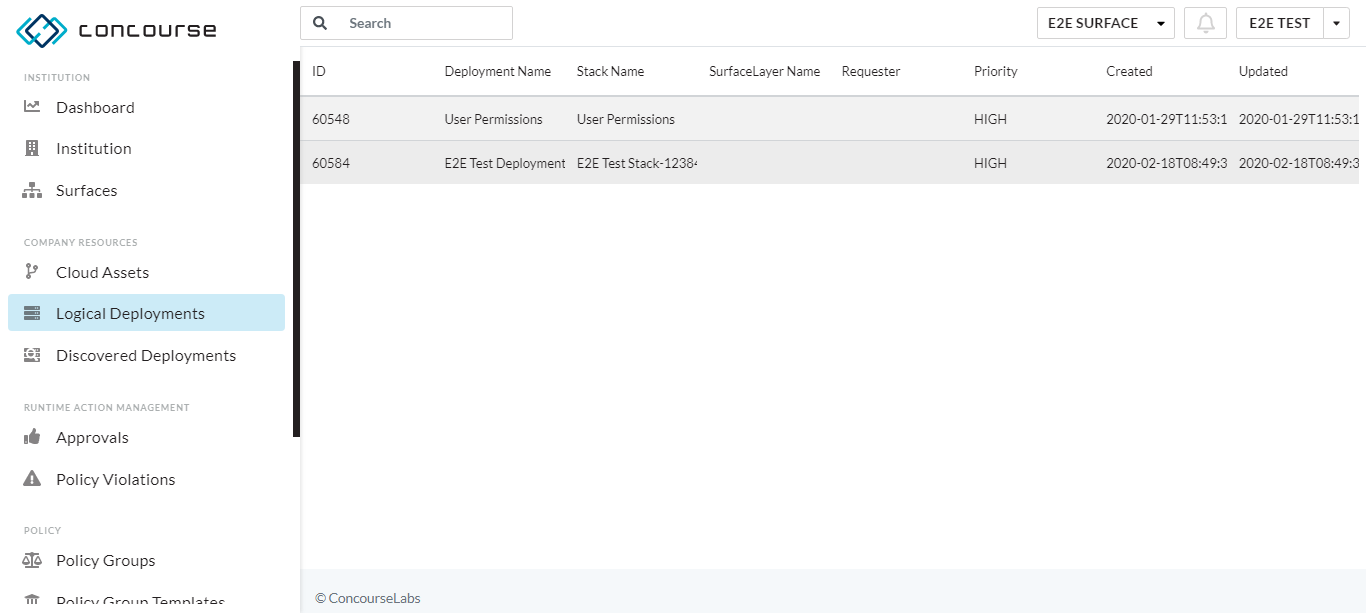 concourse
Search
E2E SURFACE
E2E TEST
INSTITUTION
Dashboard
Institution
Surfaces
COMPANY RESOURCES
Cloud Assets
Logical Deployments
Discovered Deployments
RUNTIME ACTION MANAGEMENT
Approvals
Policy Violations
POLICY
Policy Groups
Policy Group Templates
ID Deployment Name Stack Name SurfaceLayer Name Requester Priority Created Updated
60548 User Permissions User Permissions HIGH 2020-01-29T11:53:1 2020-01-29T11:53:1
60584 E2E Test Deployment E2E Test Stack-1238 HIGH 2020-02-18T08:49:3 2020-02-18T08:49:3
© ConcourseLabs